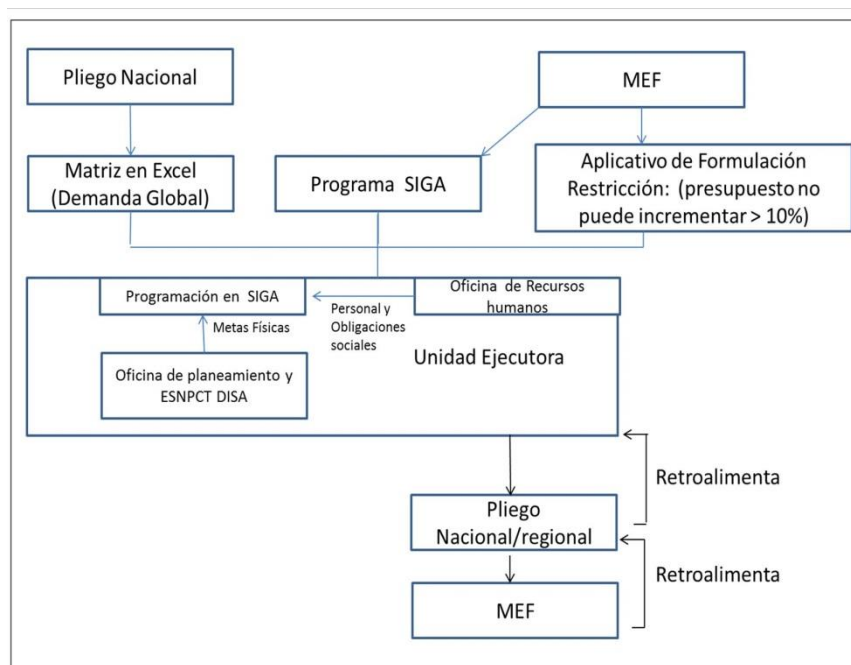 Pliego Nacional
MEF
Matriz en Excel
(Demanda Global)
Programa SIGA
Aplicativo de Formulación
Restricción: (presupuesto no
puede incrementar > 10%)
Programación en SIGA
Oficina de Recursos
humanos
Personal y
Obligaciones
sociales
Metas Físicas
Unidad Ejecutora
Oficina de planeamiento y
ESNPCT DISA
Retroalimenta
Pliego
Nacional/regional
Retroalimenta
MEF